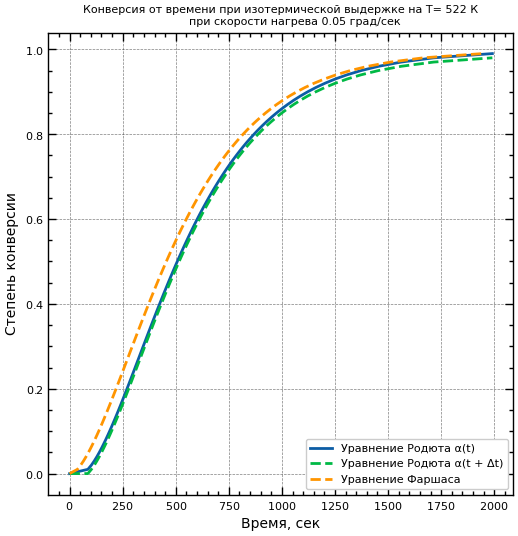 Конверсия от времени при изотермической выдержке на T= 522 K
при скорости нагрева 0.05 град/сек
Степень конверсии
1.0
0.8
0.6
0.4
0.2
0.0
Уравнение Родюта α(t)
Уравнение Родюта α(t + Δt)
Уравнение Фаршаса
0 250 500 750 1000 1250 1500 1750 2000
Время, сек